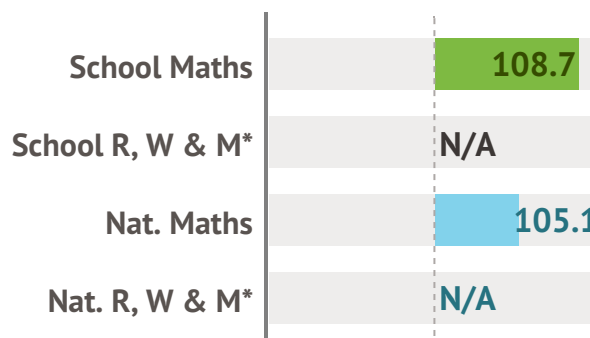 School Maths 108.7
School R, W & M* N/A
Nat. Maths 105.1
Nat. R, W & M* N/A